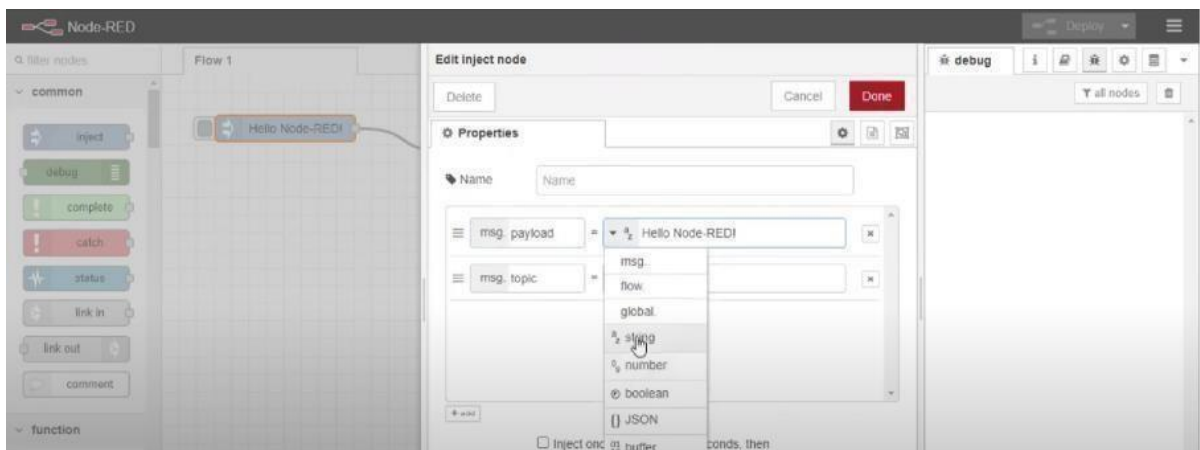 Node-RED
Deploy
filter nodes
Flow 1
Edit inject node
debug
i
common
Delete
Cancel
Done
all nodes
inject
Hello Node-RED!
Properties
debug
Name
Name
complete
msg. payload
=
a z
Hello Node-RED!
catch
msg.
status
msg. topic
=
flow.
link in
global.
a z string
link out
0 9 number
comment
boolean
+ add
{} JSON
function
Inject onc
buffer
conds, then